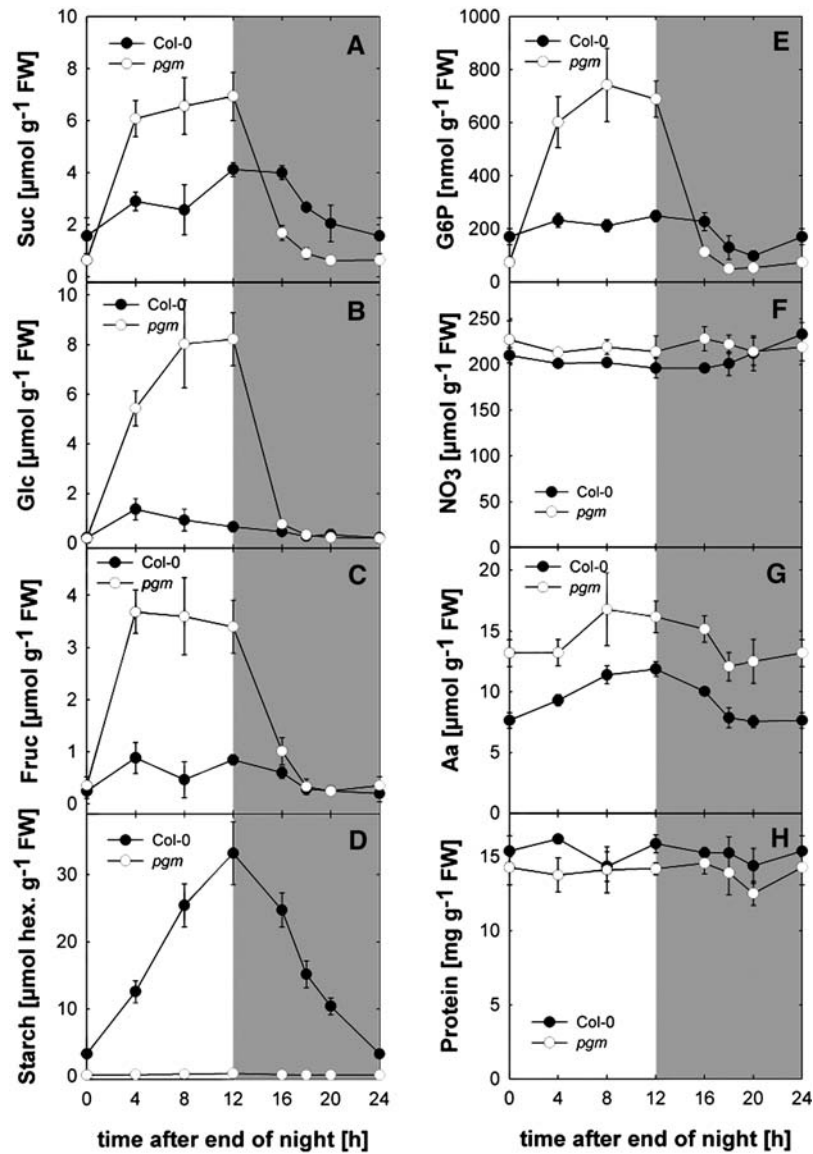 A
Col-0
pgm
Suc [µmol g⁻¹ FW]
10
8
6
4
2
0
B
Col-0
pgm
Glc [µmol g⁻¹ FW]
10
8
6
4
2
0
C
Col-0
pgm
Fruc [µmol g⁻¹ FW]
4
3
2
1
0
D
Col-0
pgm
Starch [µmol hex. g⁻¹ FW]
30
20
10
0
0 4 8 12 16 20 24
time after end of night [h]
E
Col-0
pgm
G6P [nmol g⁻¹ FW]
1000
800
600
400
200
0
F
Col-0
pgm
NO3 [µmol g⁻¹ FW]
250
200
150
100
50
0
G
Col-0
pgm
Aa [µmol g⁻¹ FW]
20
15
10
5
0
H
Col-0
pgm
Protein [mg g⁻¹ FW]
15
10
5
0
0 4 8 12 16 20 24
time after end of night [h]